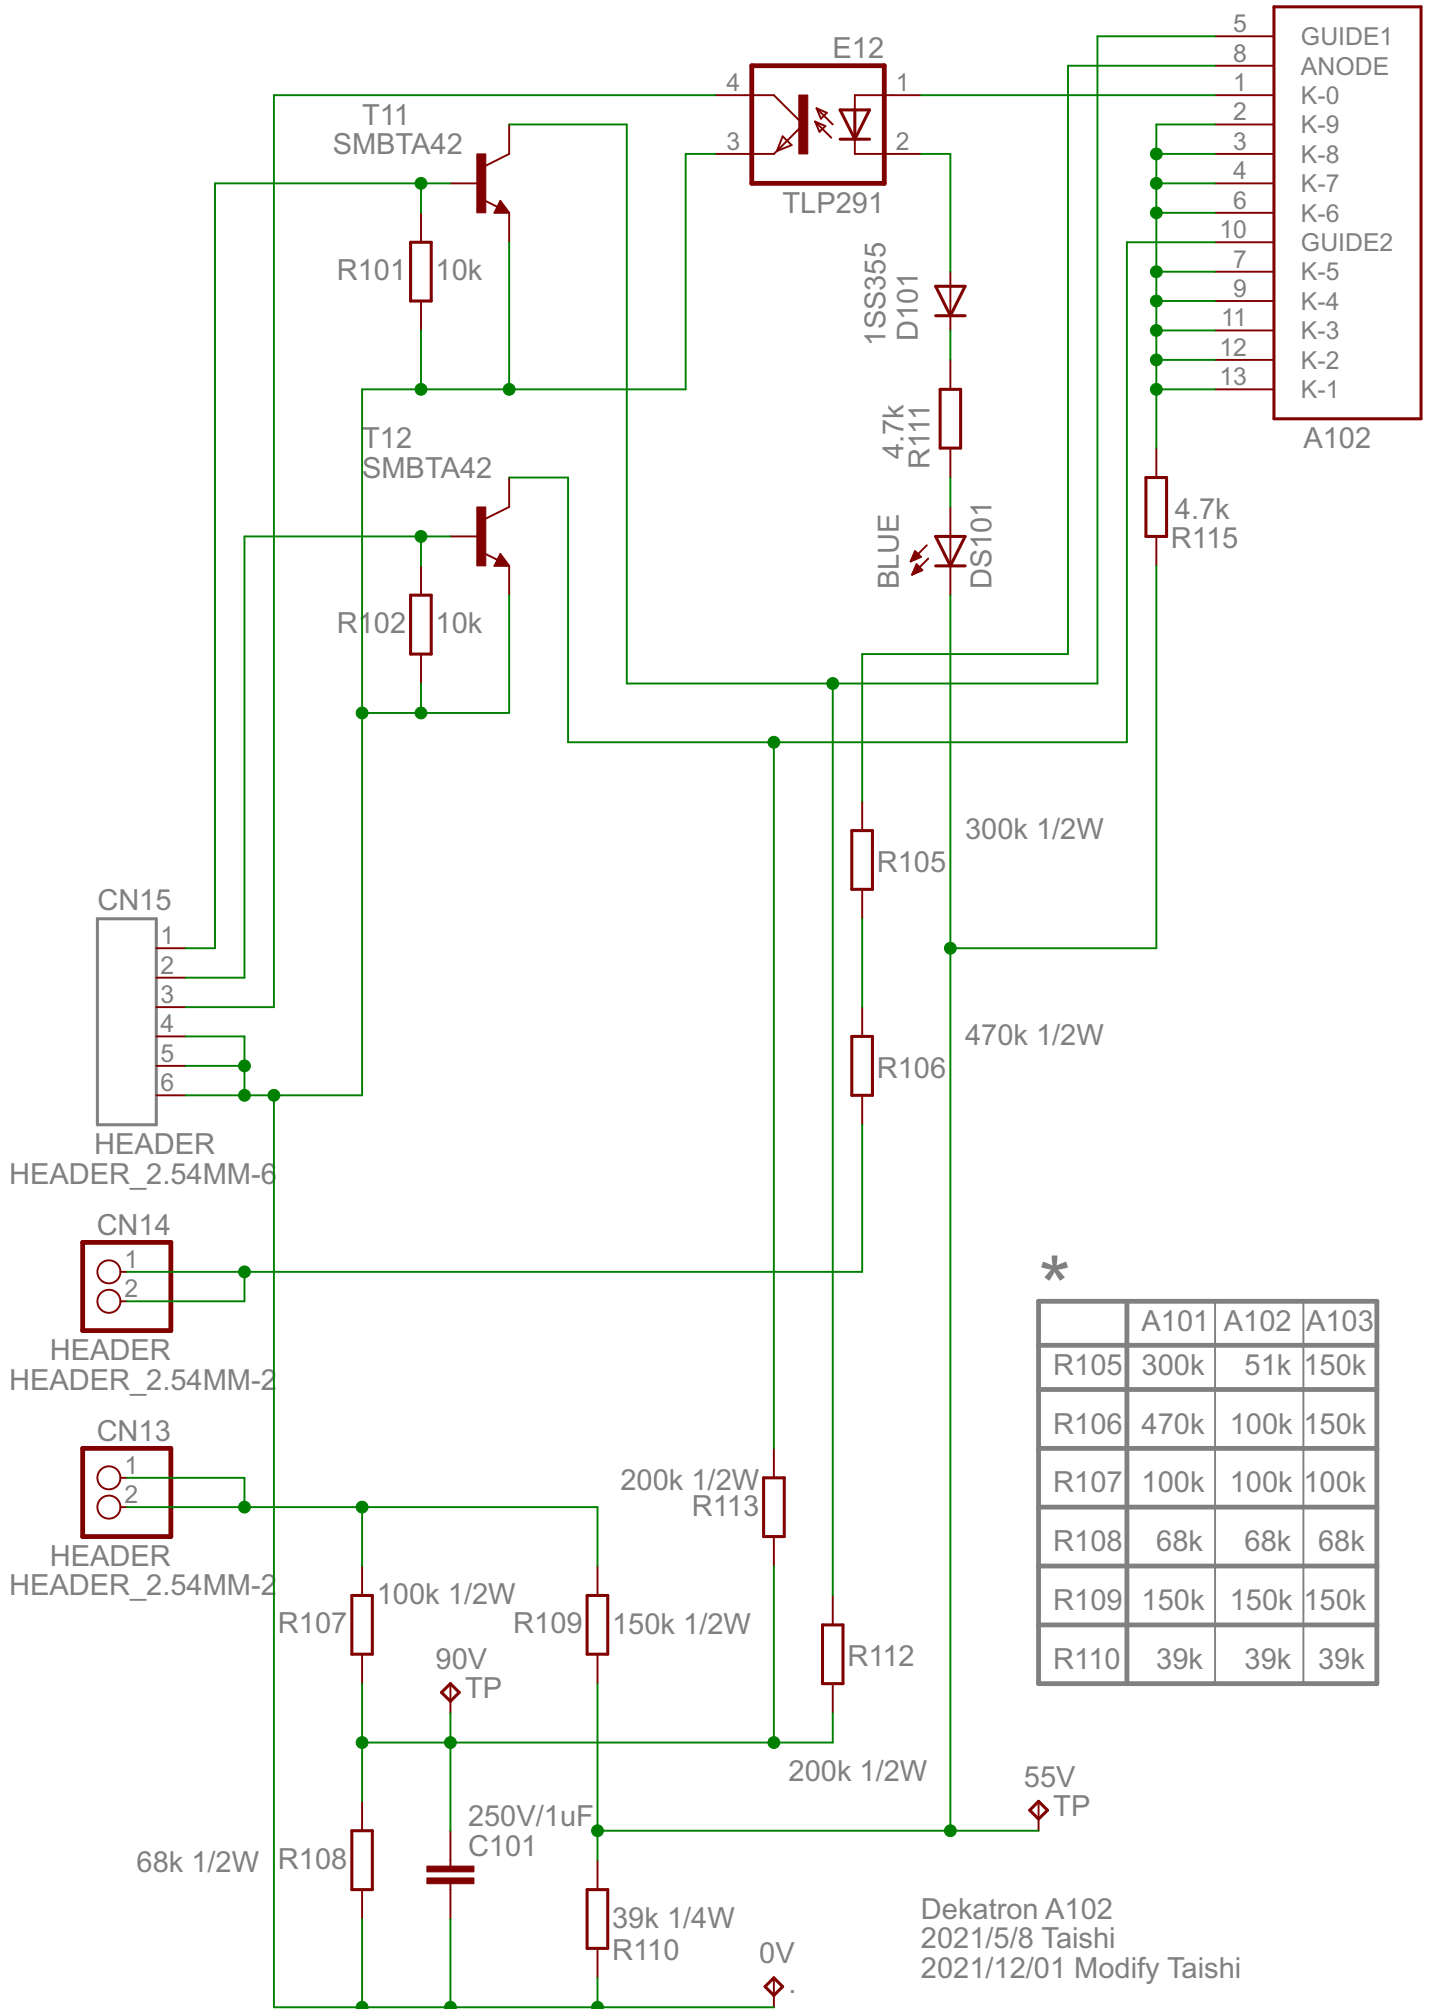 E12
4
1
3
2
TLP291
T11
SMBTA42
R101
10k
5
GUIDE1
8
ANODE
1
K-0
2
K-9
3
K-8
4
K-7
6
K-6
10
GUIDE2
7
K-5
9
K-4
11
K-3
12
K-2
13
K-1
A102
1SS355
D101
4.7k
R111
T12
SMBTA42
R102
10k
BLUE
DS101
4.7k
R115
300k 1/2W
R105
470k 1/2W
R106
CN15
1
2
3
4
5
6
HEADER
HEADER_2.54MM-6
CN14
1
2
HEADER
HEADER_2.54MM-2
CN13
1
2
HEADER
HEADER_2.54MM-2
200k 1/2W
R113
R107
100k 1/2W
R109
150k 1/2W
R112
200k 1/2W
90V
TP
250V/1uF
C101
68k 1/2W
R108
39k 1/4W
R110
0V
.
55V
TP
*
A101 A102 A103
R105 300k 51k 150k
R106 470k 100k 150k
R107 100k 100k 100k
R108 68k 68k 68k
R109 150k 150k 150k
R110 39k 39k 39k
Dekatron A102
2021/5/8 Taishi
2021/12/01 Modify Taishi